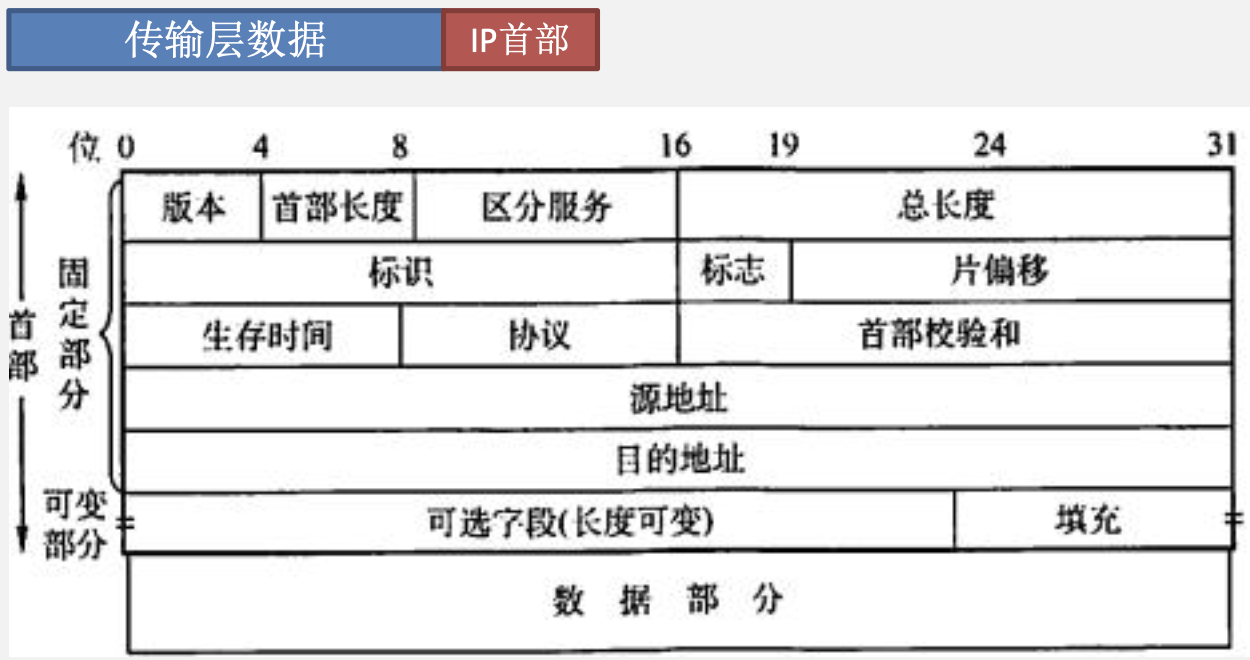 传输层数据 IP首部
位 0 4 8 16 19 24 31
版本 首部长度 区分服务 总长度
标识 标志 片偏移
生存时间 协议 首部校验和
源地址
目的地址
可选字段(长度可变) 填充
数据部分
首部
固定部分
可变部分